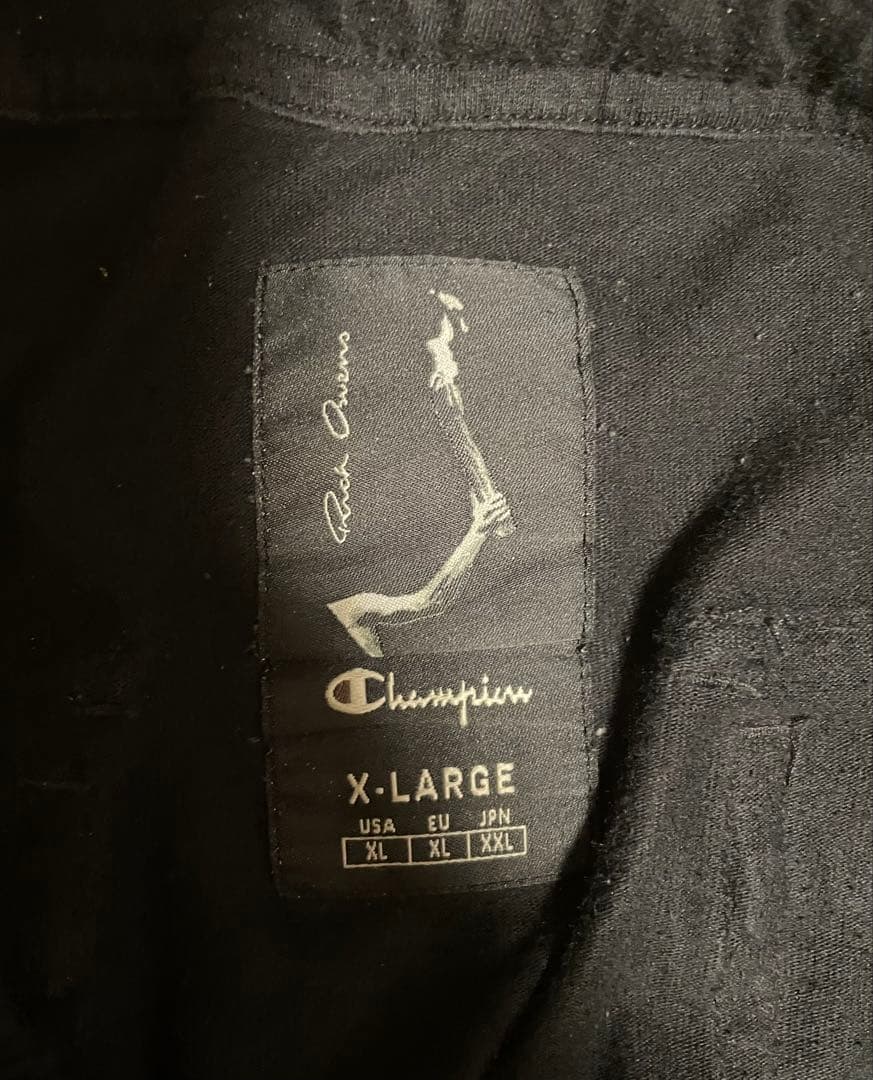 Rick Owens
Champion
X-LARGE
USA EU JPN
XL XL XXL